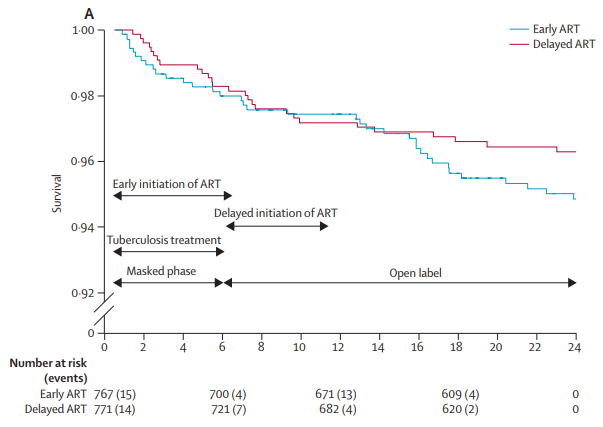 A
Early ART
Delayed ART
1·00
0·98
0·96
0·94
0·92
0
Survival
Early initiation of ART
Delayed initiation of ART
Tuberculosis treatment
Masked phase
Open label
0 2 4 6 8 10 12 14 16 18 20 22 24
Number at risk
(events)
Early ART 767 (15) 700 (4) 671 (13) 609 (4) 0
Delayed ART 771 (14) 721 (7) 682 (4) 620 (2) 0